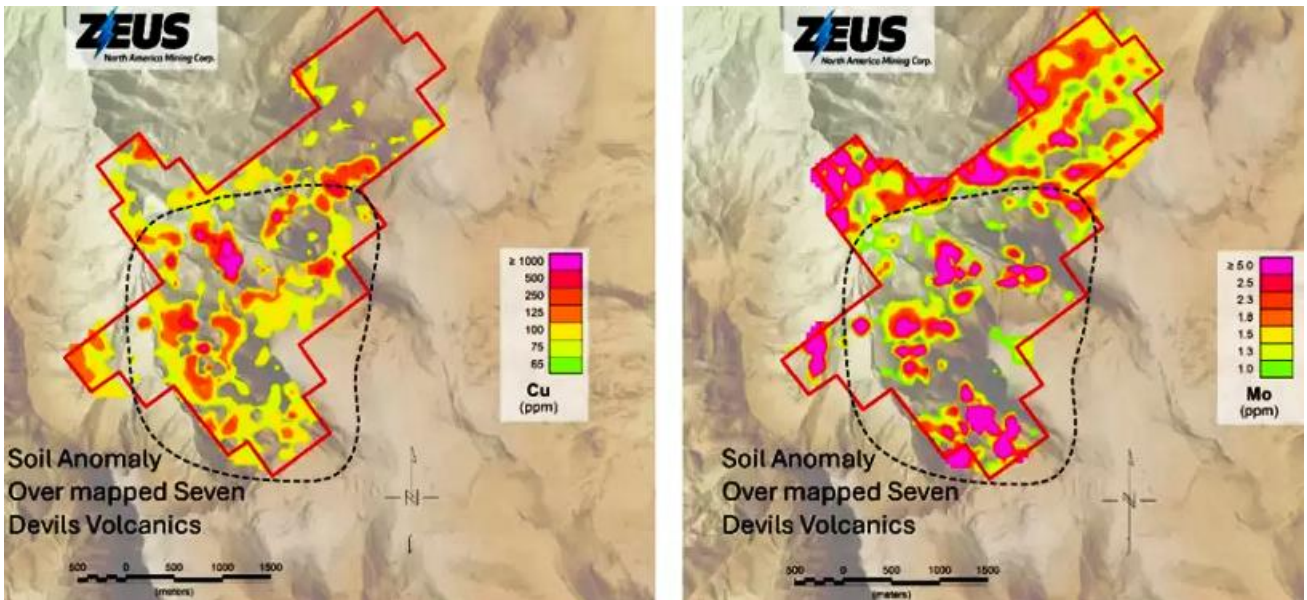 ZEUS
North America Mining Corp.
≥ 1000
500
250
125
100
75
65
Cu
(ppm)
Soil Anomaly
Over mapped Seven
Devils Volcanics
N
500 0 500 1000 1500
(meters)
ZEUS
North America Mining Corp.
≥ 5.0
2.5
2.3
1.8
1.5
1.3
1.0
Mo
(ppm)
Soil Anomaly
Over mapped Seven
Devils Volcanics
N
500 0 500 1000 1500
(meters)